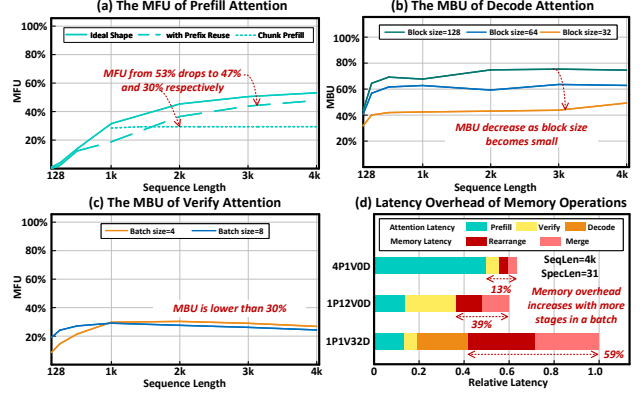 (a) The MFU of Prefill Attention
100%
80%
60%
40%
20%
MFU
Ideal Shape
with Prefix Reuse
Chunk Prefill
MFU from 53% drops to 47%
and 30% respectively
128
1k
2k
3k
4k
Sequence Length
(b) The MBU of Decode Attention
100%
80%
60%
40%
20%
MBU
Block size=128
Block size=64
Block size=32
MBU decrease as block size
becomes small
128
1k
2k
3k
4k
Sequence Length
(c) The MBU of Verify Attention
100%
80%
60%
40%
20%
MFU
Batch size=4
Batch size=8
MBU is lower than 30%
128
1k
2k
3k
4k
Sequence Length
(d) Latency Overhead of Memory Operations
Attention Latency
Prefill
Verify
Decode
Memory Latency
Rearrange
Merge
4P1V0D
1P12V0D
1P1V32D
SeqLen=4k
SpecLen=31
13%
39%
59%
Memory overhead
increases with more
stages in a batch
0
0.2
0.4
0.6
0.8
1.0
Relative Latency